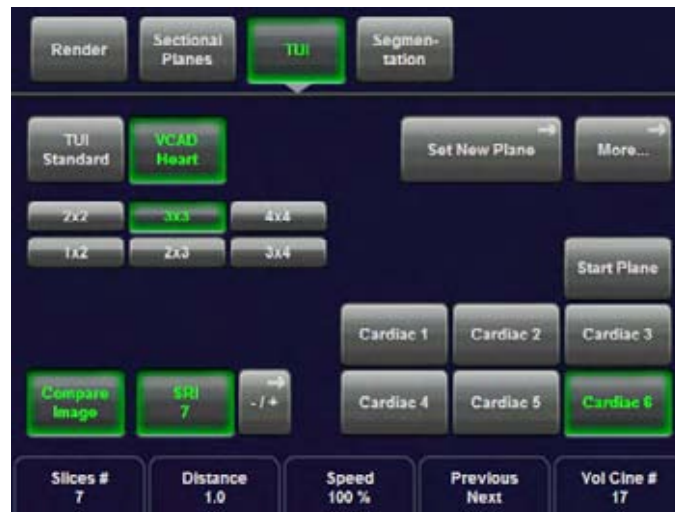 Render
Sectional
Planes
TUI
Segmen-
tation
TUI
Standard
VCAD
Heart
Set New Plane
More...
2x2
3x3
4x4
1x2
2x3
3x4
Start Plane
Cardiac 1
Cardiac 2
Cardiac 3
Compare
Image
SRI
7
- / +
Cardiac 4
Cardiac 5
Cardiac 6
Slices #
7
Distance
1.0
Speed
100 %
Previous
Next
Vol Cine #
17